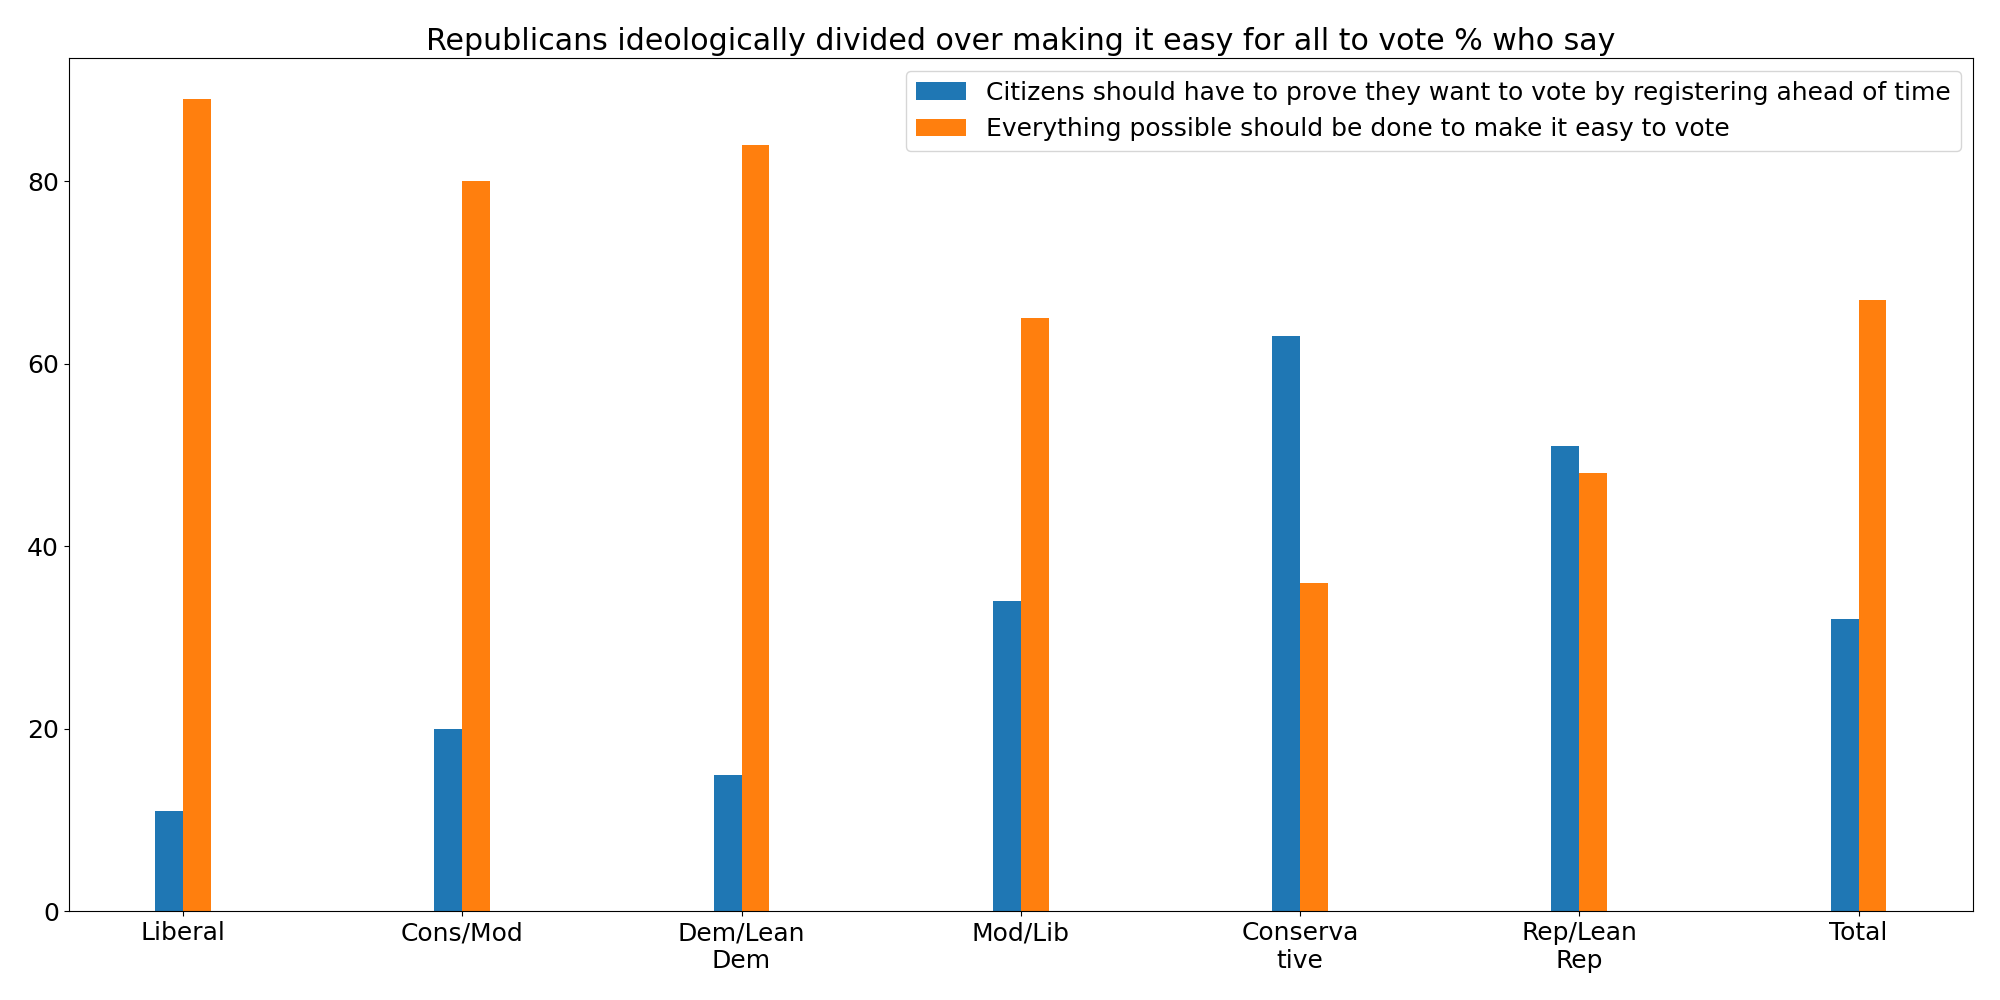 Republicans ideologically divided over making it easy for all to vote % who say
Citizens should have to prove they want to vote by registering ahead of time
Everything possible should be done to make it easy to vote
80
60
40
20
0
Liberal
Cons/Mod
Dem/Lean
Dem
Mod/Lib
Conserva
tive
Rep/Lean
Rep
Total